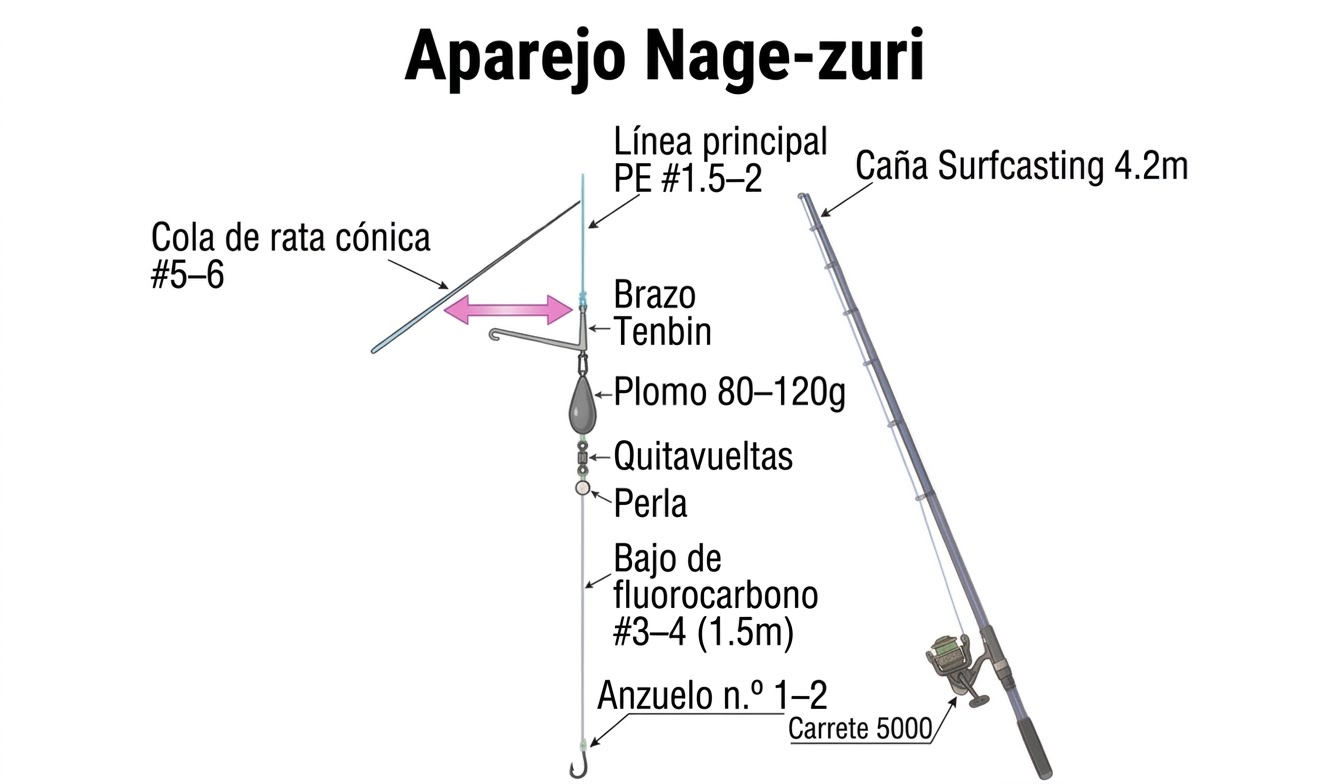 Aparejo Nage-zuri
Línea principal
PE #1.5–2
Caña Surfcasting 4.2m
Cola de rata cónica
#5–6
Brazo
Tenbin
Plomo 80–120g
Quitavueltas
Perla
Bajo de
fluorocarbono
#3–4 (1.5m)
Anzuelo n.º 1–2
Carrete 5000